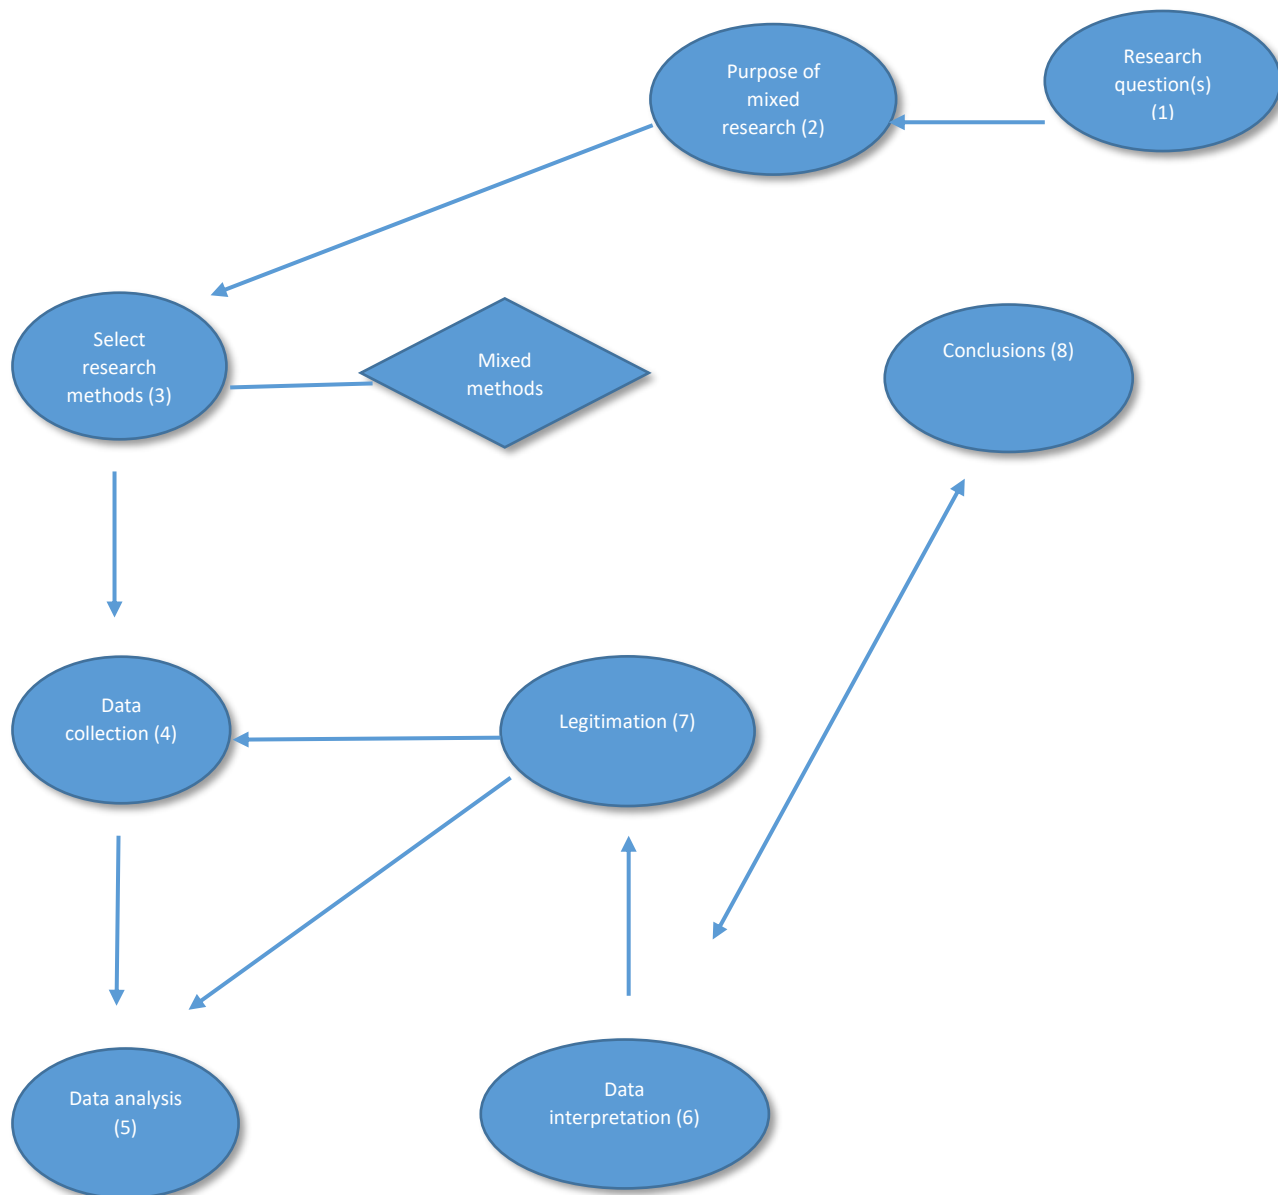 Research
question(s)
(1)
Purpose of
mixed
research (2)
Select
research
methods (3)
Mixed
methods
Conclusions (8)
Data
collection (4)
Legitimation (7)
Data analysis
(5)
Data
interpretation (6)